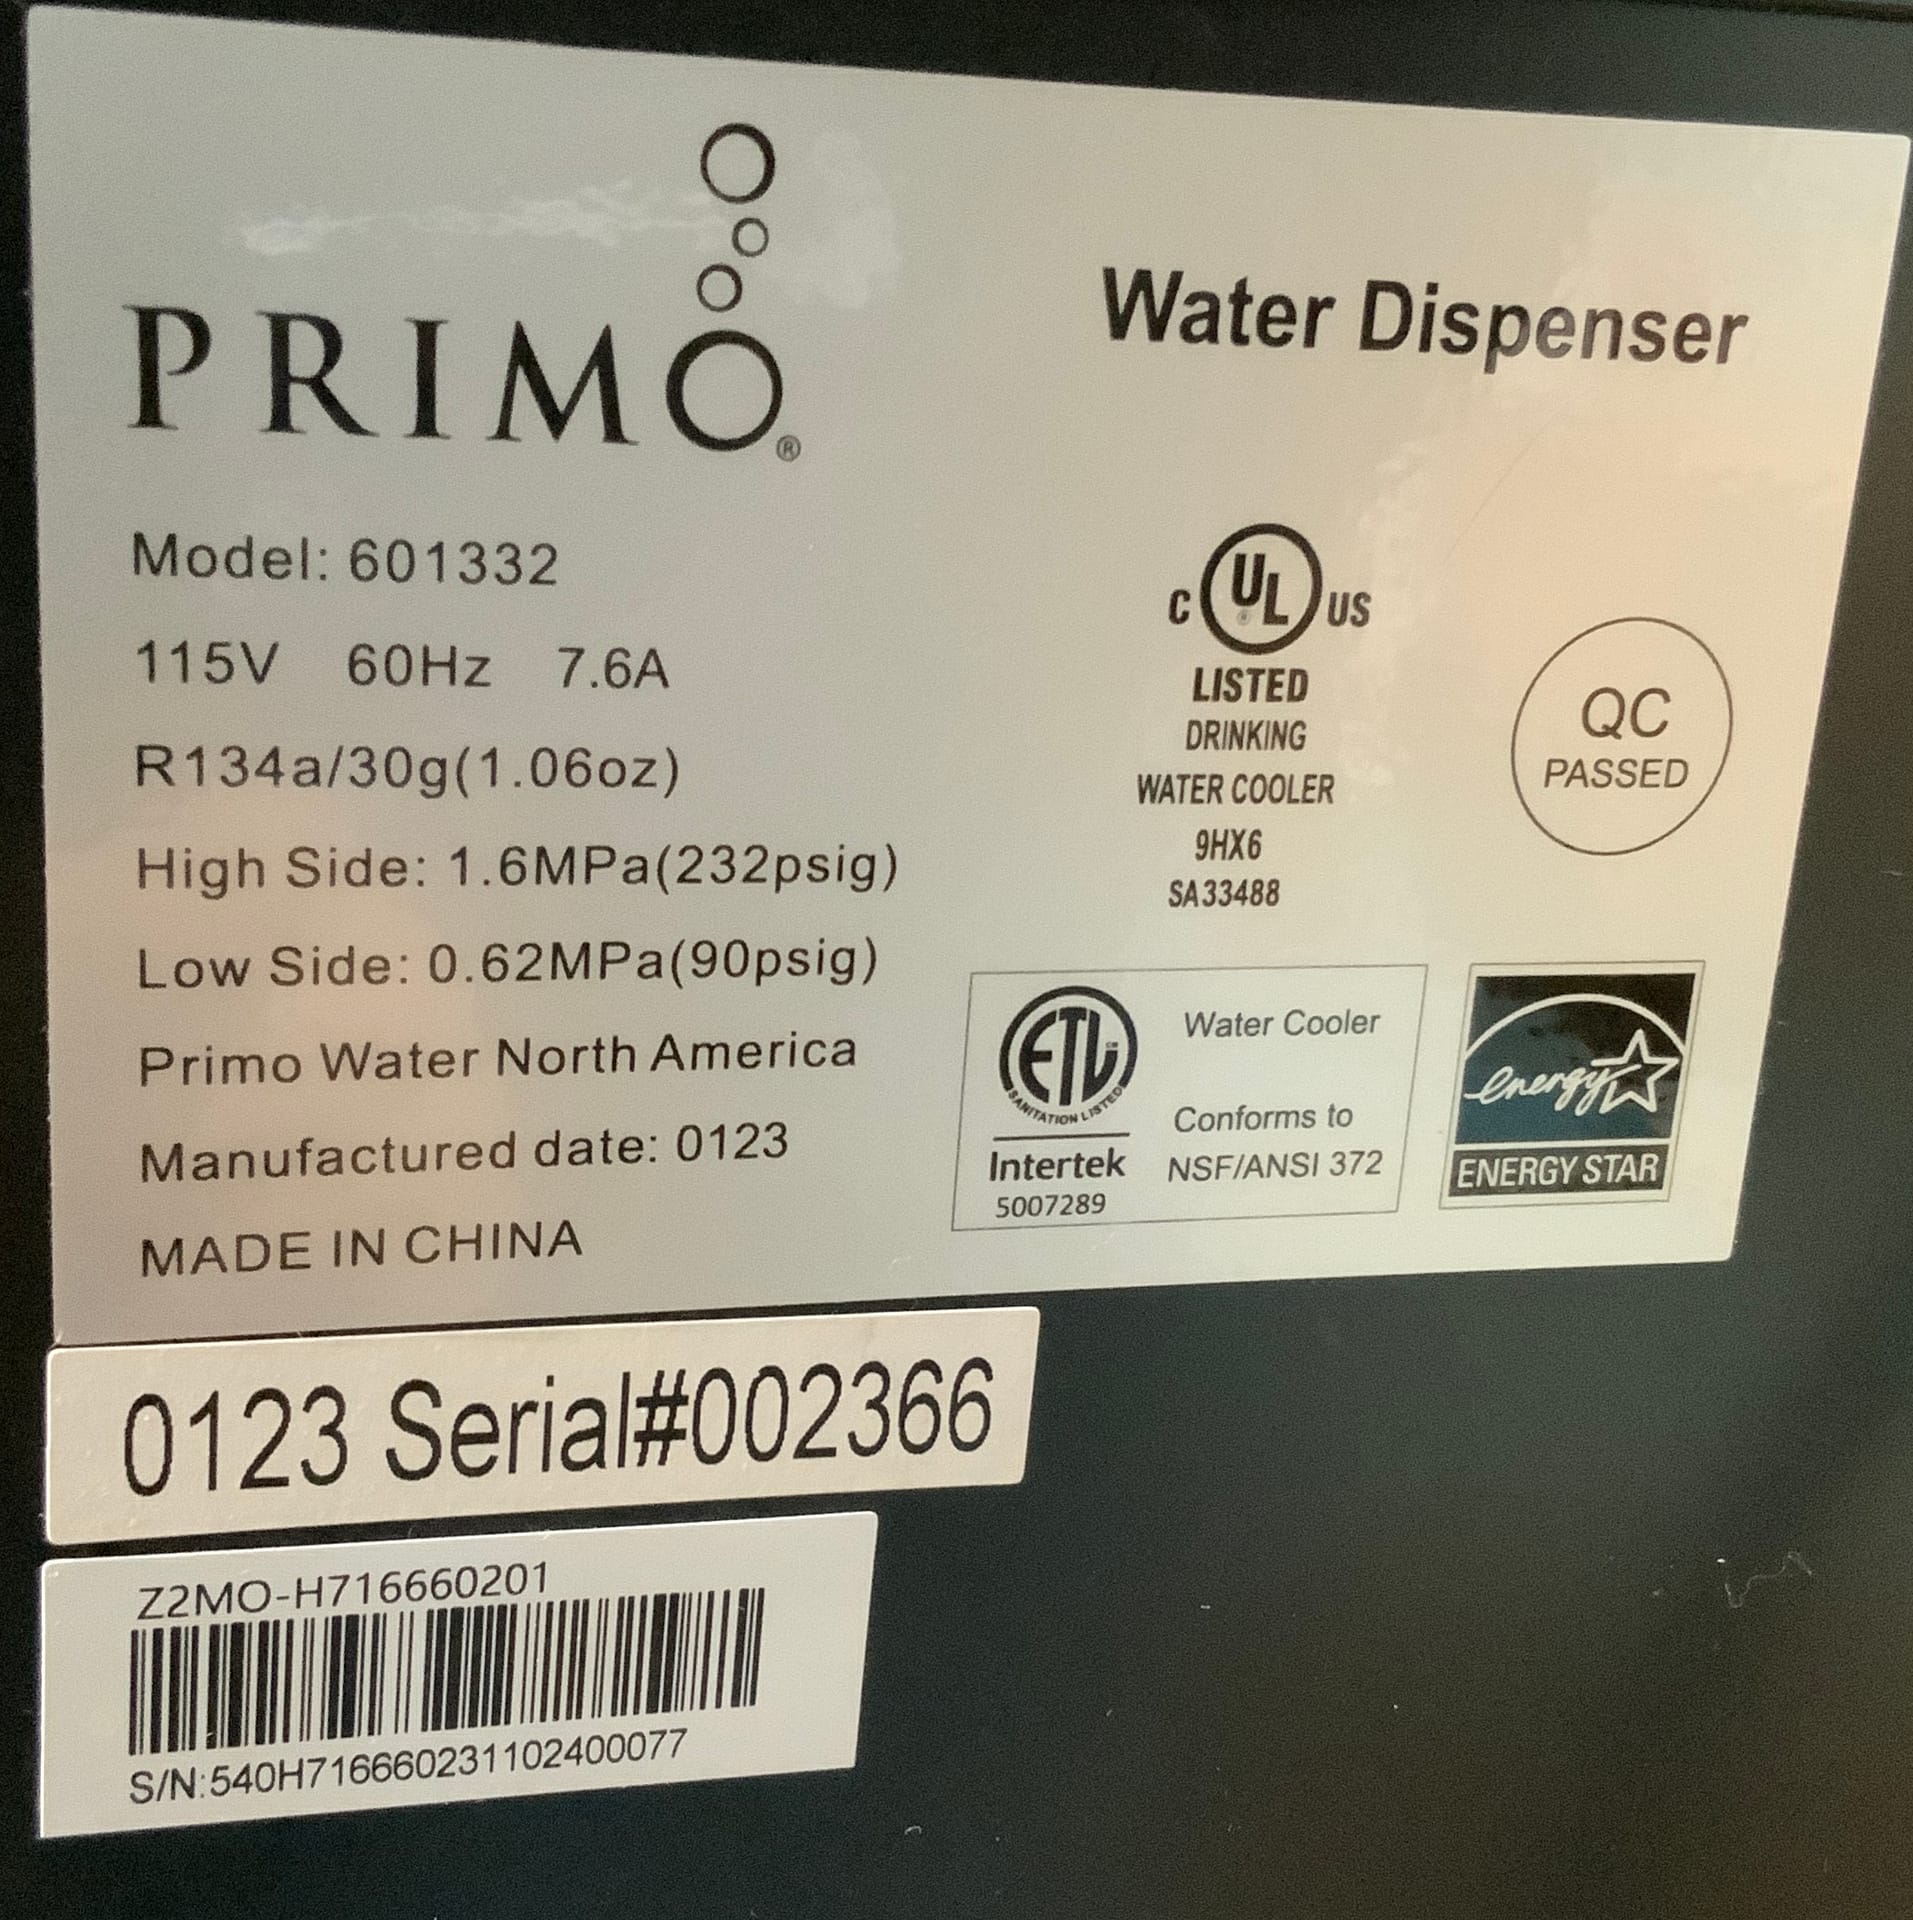 PRIMO®
Water Dispenser
Model: 601332
115V 60Hz 7.6A
R134a/30g(1.06oz)
High Side: 1.6MPa(232psig)
Low Side: 0.62MPa(90psig)
Primo Water North America
Manufactured date: 0123
MADE IN CHINA
C UL US
LISTED
DRINKING
WATER COOLER
9HX6
SA33488
QC
PASSED
ETL
SANITATION LISTED
Intertek
5007289
Water Cooler
Conforms to
NSF/ANSI 372
energy
ENERGY STAR
0123 Serial#002366
Z2MO-H716660201
S/N:540H716660231102400077